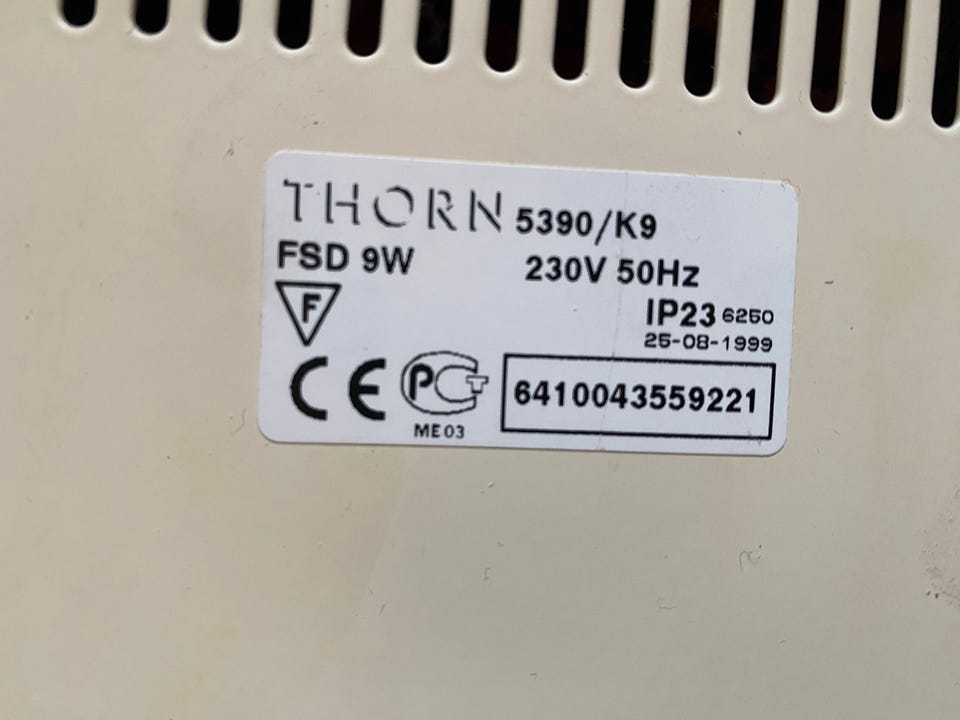 THORN 5390/K9
FSD 9W 230V 50Hz
F
IP23 6250
25-08-1999
CE PCT 6410043559221
ME03